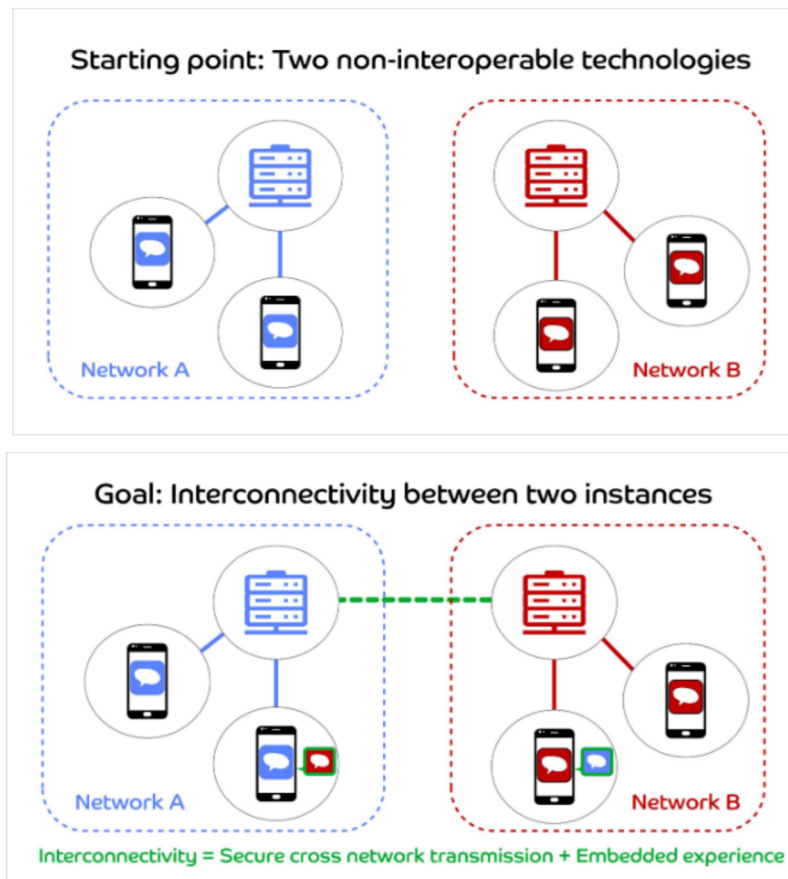 Starting point: Two non-interoperable technologies
Network A
Network B
Goal: Interconnectivity between two instances
Network A
Network B
Interconnectivity = Secure cross network transmission + Embedded experience